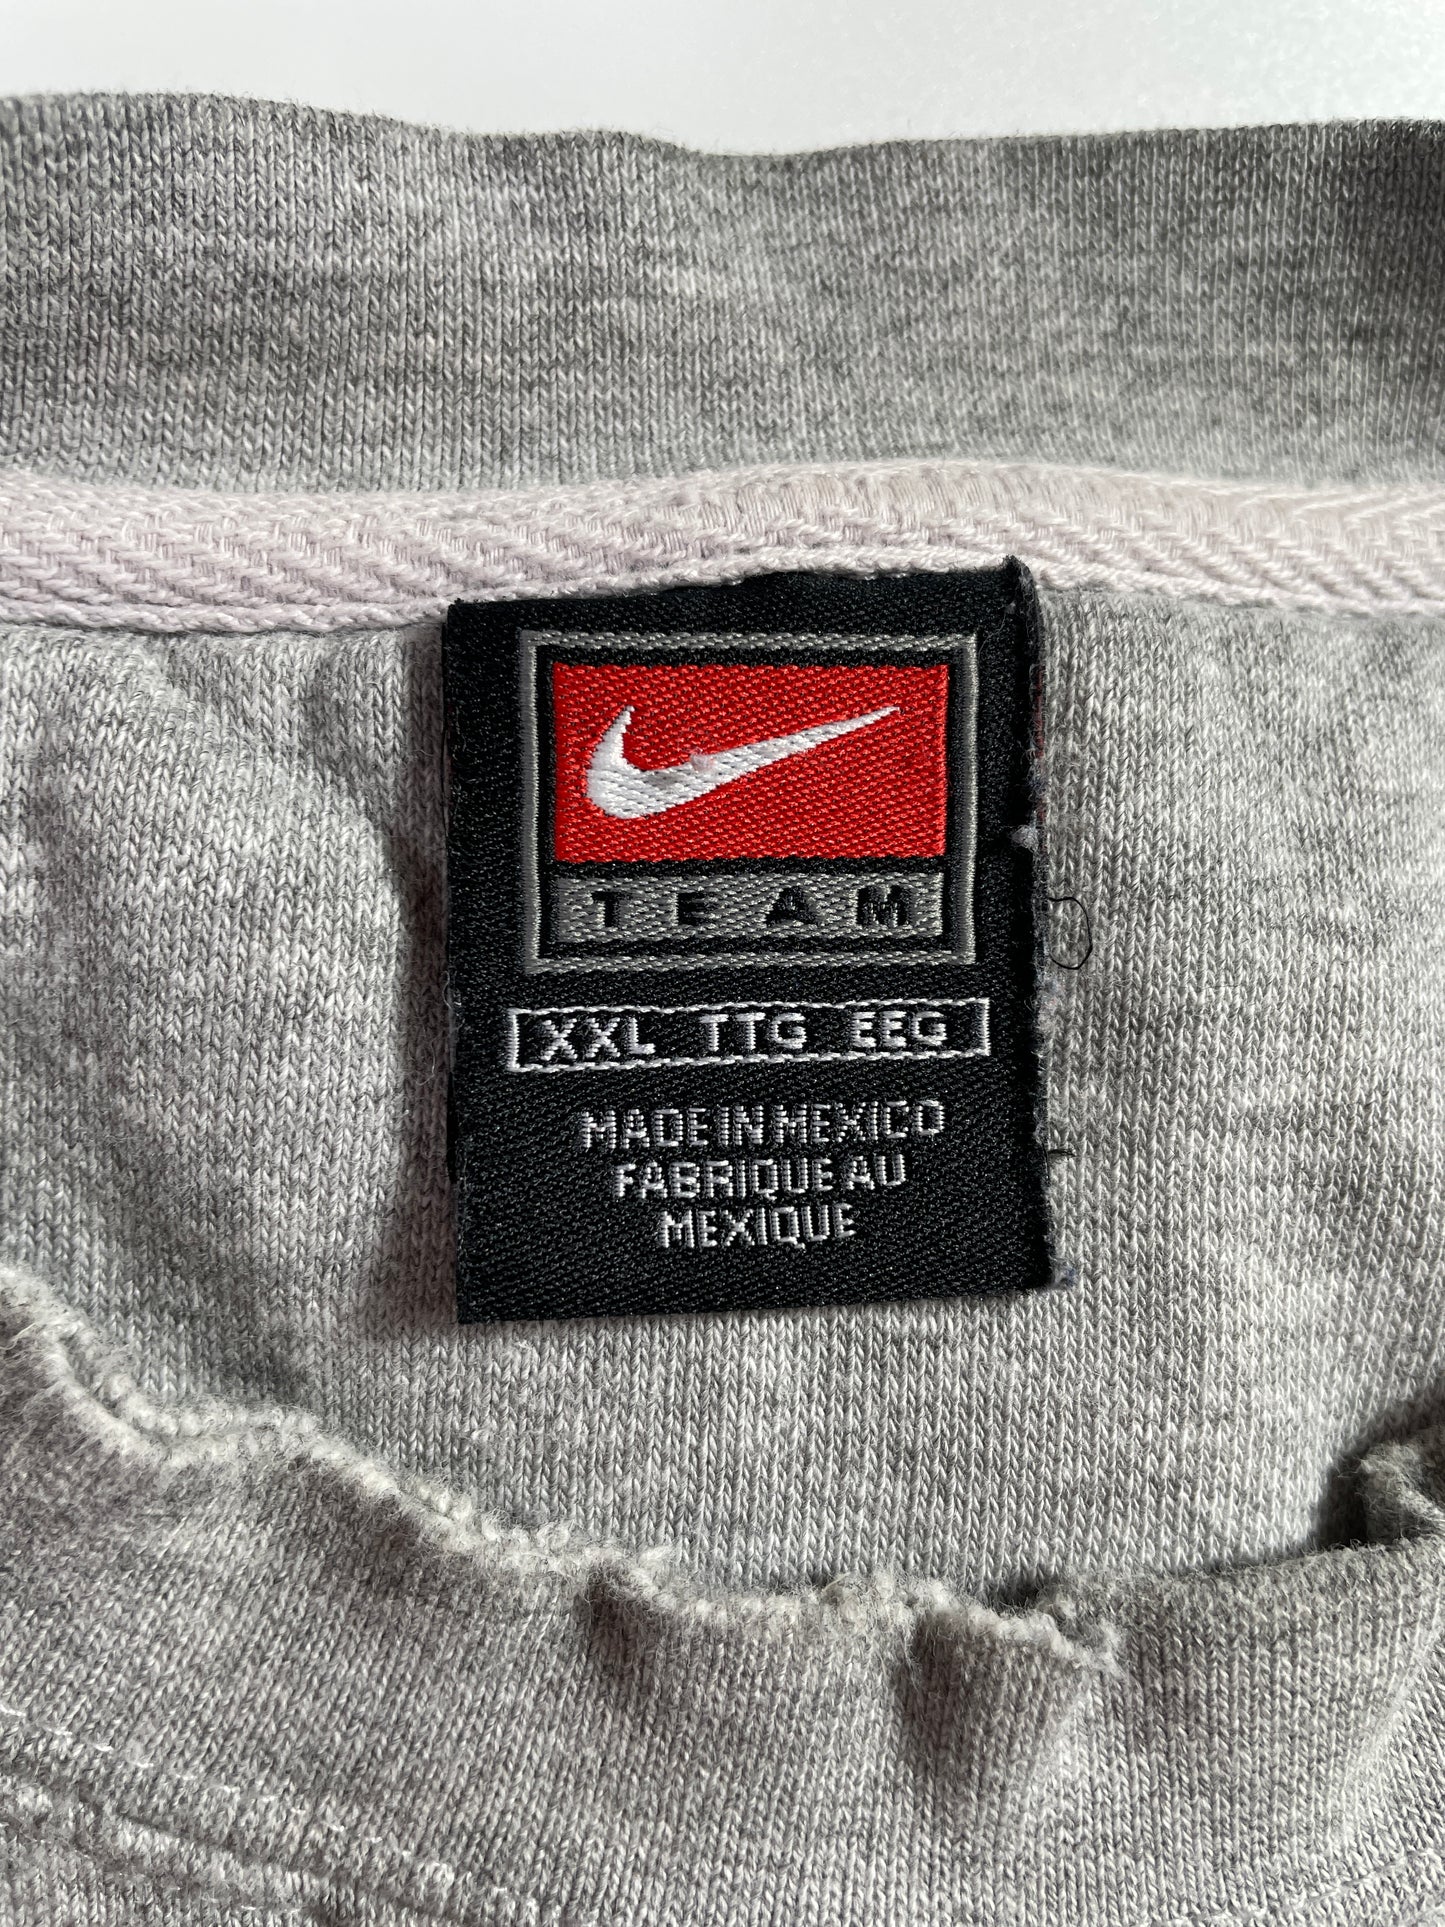 TEAM
XXL TTG EEG
MADE IN MEXICO
FABRIQUE AU
MEXIQUE